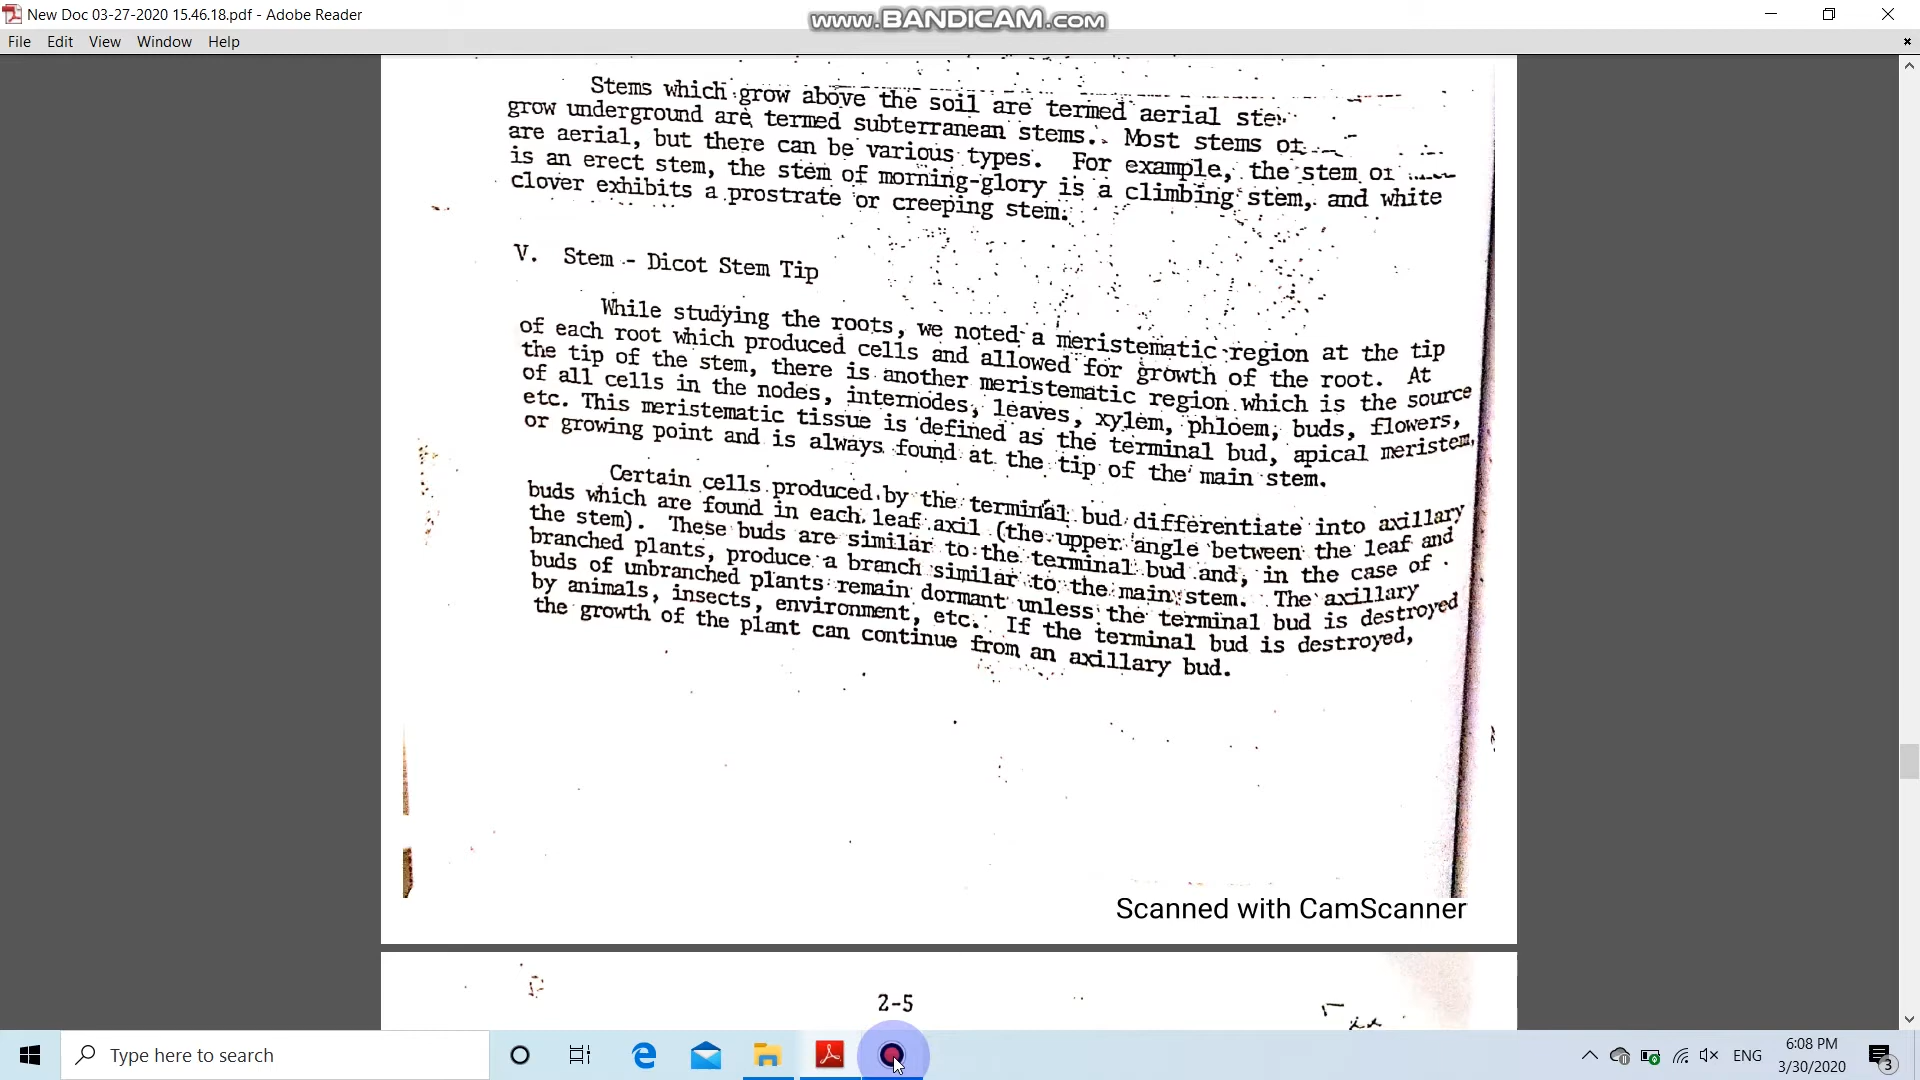 New Doc 03-27-2020 15.46.18.pdf - Adobe Reader
www.BANDICAM.com
File Edit View Window Help
Stems which grow above the soil are termed aerial
grow underground are termed subterranean stems. Most stems
are aerial, but there can be various types. For example, the stem
is an erect stem, the stem of morning-glory is a climbing stem, and white
clover exhibits a prostrate or creeping stem.
V. Stem - Dicot Stem Tip
While studying the roots, we noted a meristematic region at the tip
of each root which produced cells and allowed for growth of the root. At
the tip of the stem, there is another meristematic region which is the source
of all cells in the nodes, internodes, leaves, xylem, phloem, buds, flowers,
etc. This meristematic tissue is defined as the terminal bud, apical meristem,
or growing point and is always found at the tip of the main stem.
Certain cells produced by the terminal bud differentiate into axillary
buds which are found in each leaf axil (the upper angle between the leaf and
the stem). These buds are similar to the terminal bud and, in the case of
branched plants, produce a branch similar to the main stem. The axillary
buds of unbranched plants remain dormant unless the terminal bud is destroyed
by animals, insects, environment, etc. If the terminal bud is destroyed,
the growth of the plant can continue from an axillary bud.
Scanned with CamScanner
2-5
Type here to search
ENG
6:08 PM
3/30/2020
3